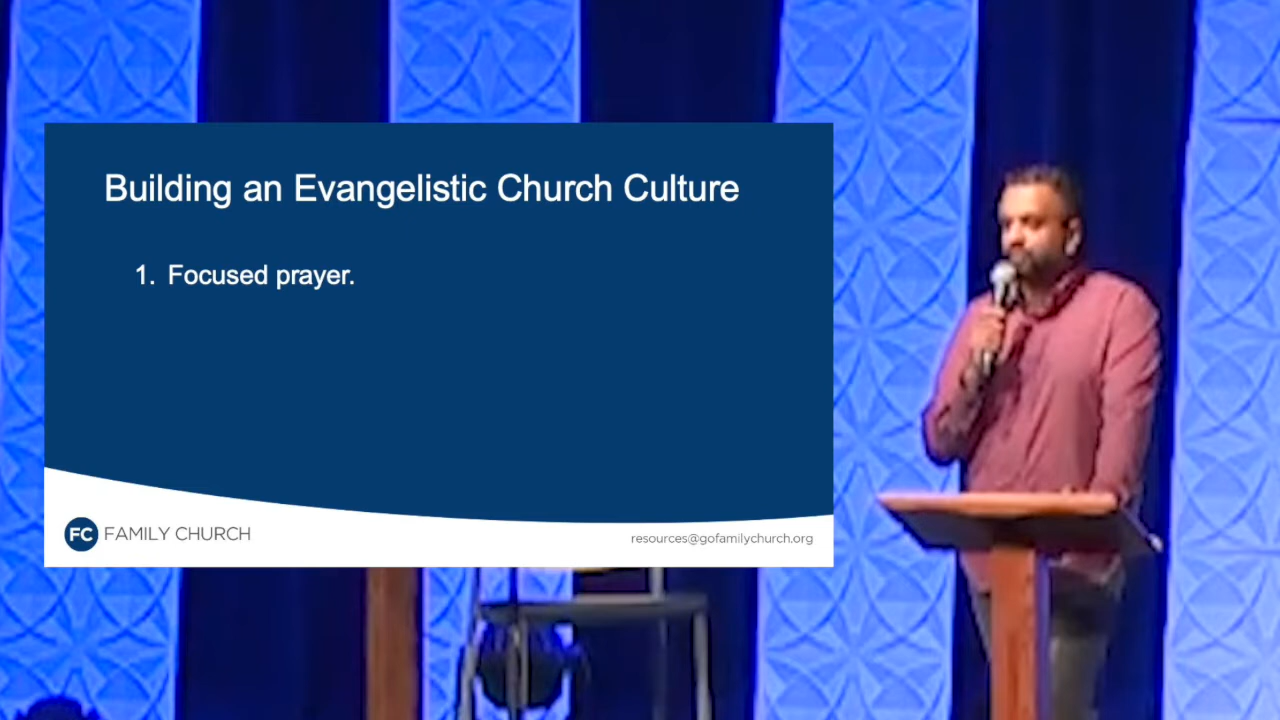 Building an Evangelistic Church Culture
1. Focused prayer.
FC FAMILY CHURCH
resources@gofamilychurch.org